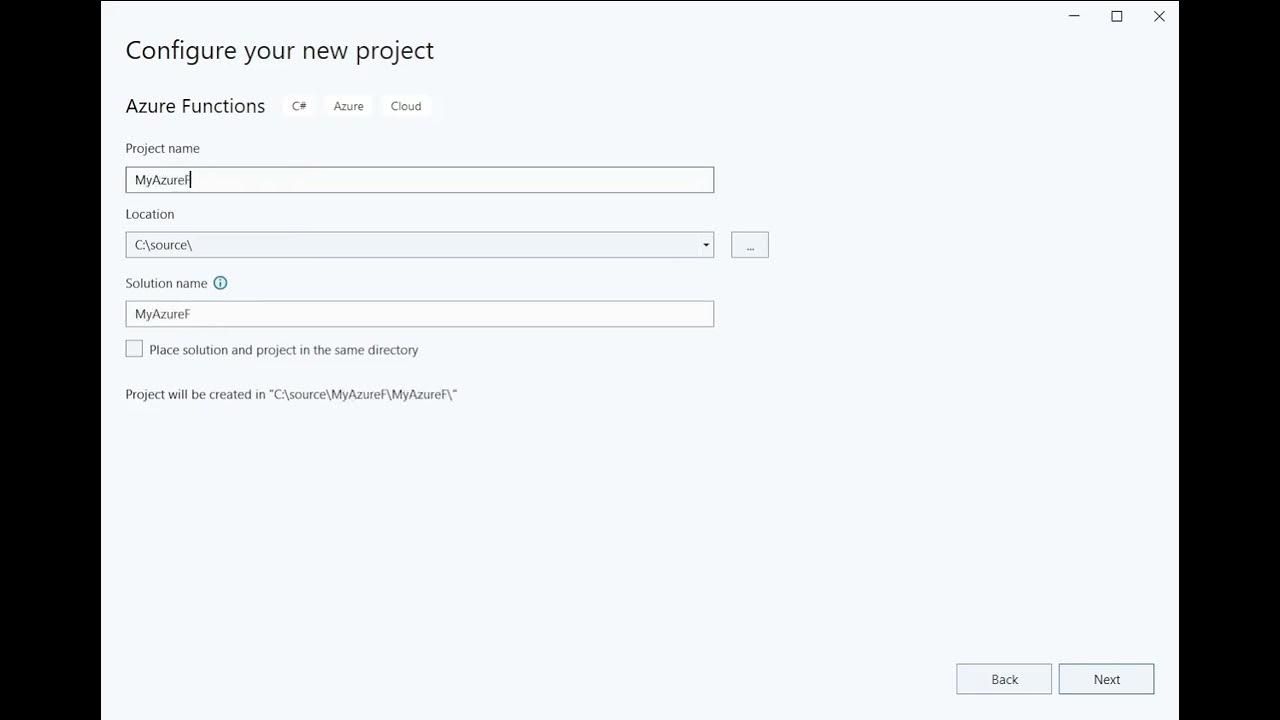 Configure your new project
Azure Functions C# Azure Cloud
Project name
MyAzureF
Location
C:\source\
...
Solution name
MyAzureF
Place solution and project in the same directory
Project will be created in "C:\source\MyAzureF\MyAzureF\"
Back Next